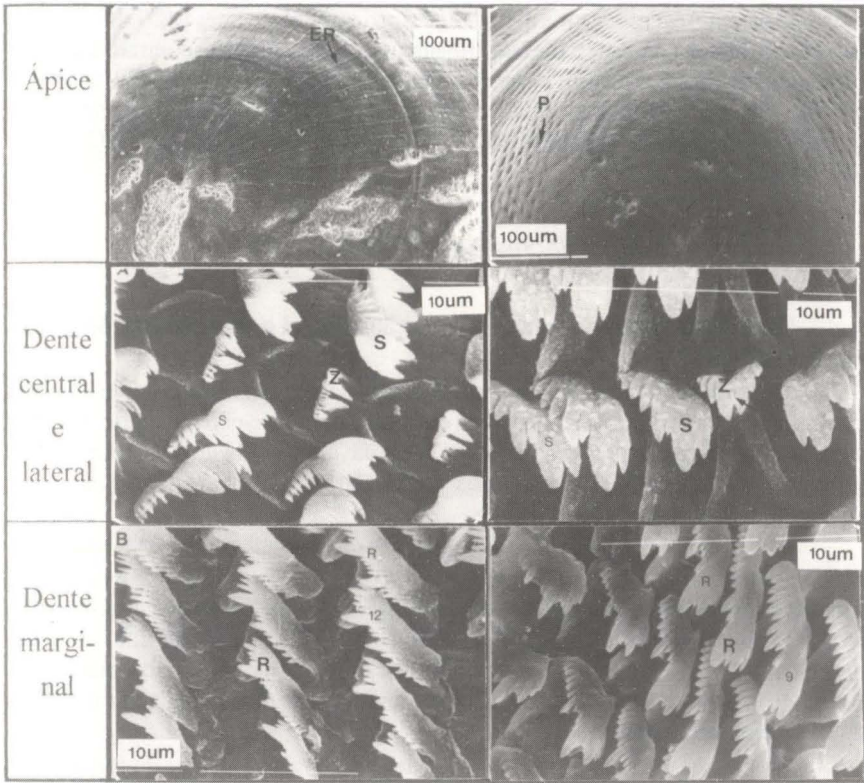 Ápice
ER
100um
P
100um
Dente
central
e
lateral
A
10um
S
Z
S
10um
Z
S
S
Dente
margi-
nal
B
R
12
R
10um
10um
R
R
9